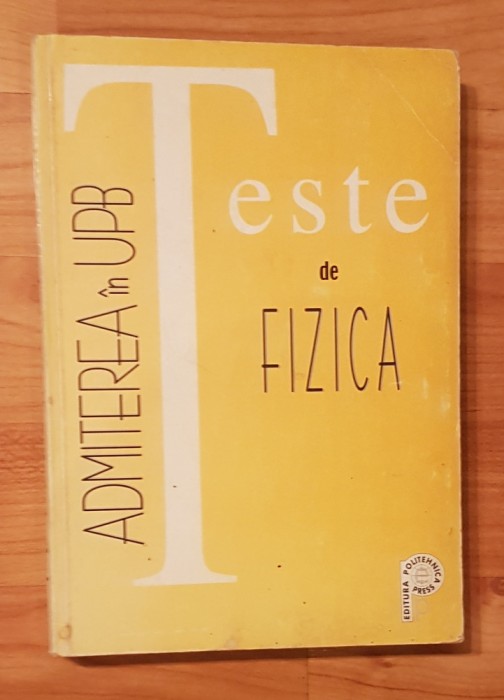 ADMITEREA în UPB
Teste
de
FIZICA
EDITURA POLITEHNICA
PRESS